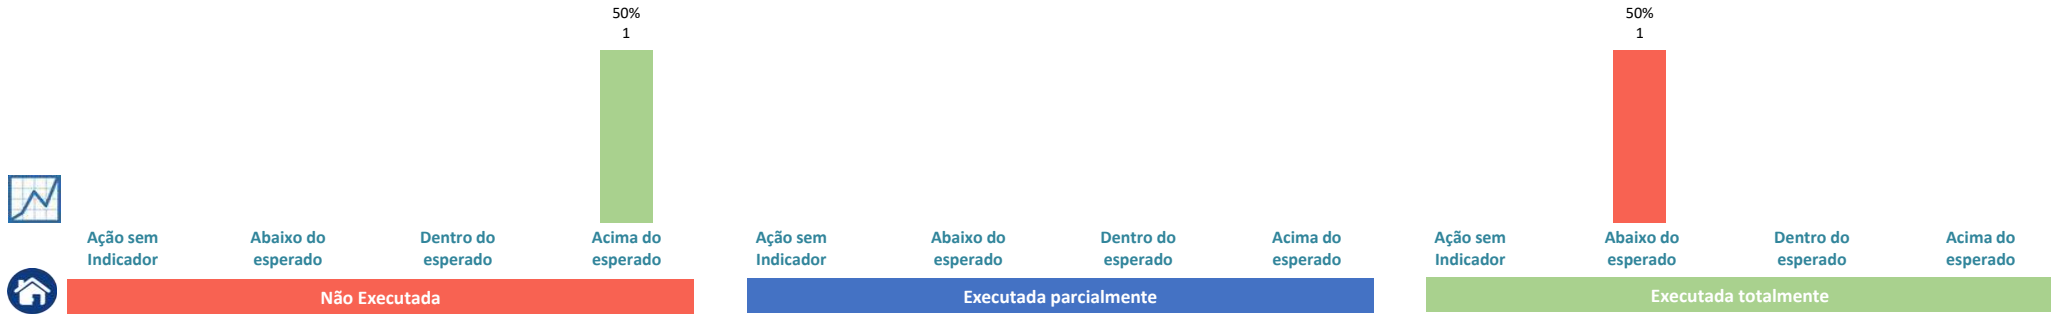 50%
1
50%
1
Ação sem
Indicador
Abaixo do
esperado
Dentro do
esperado
Acima do
esperado
Ação sem
Indicador
Abaixo do
esperado
Dentro do
esperado
Acima do
esperado
Ação sem
Indicador
Abaixo do
esperado
Dentro do
esperado
Acima do
esperado
Não Executada
Executada parcialmente
Executada totalmente